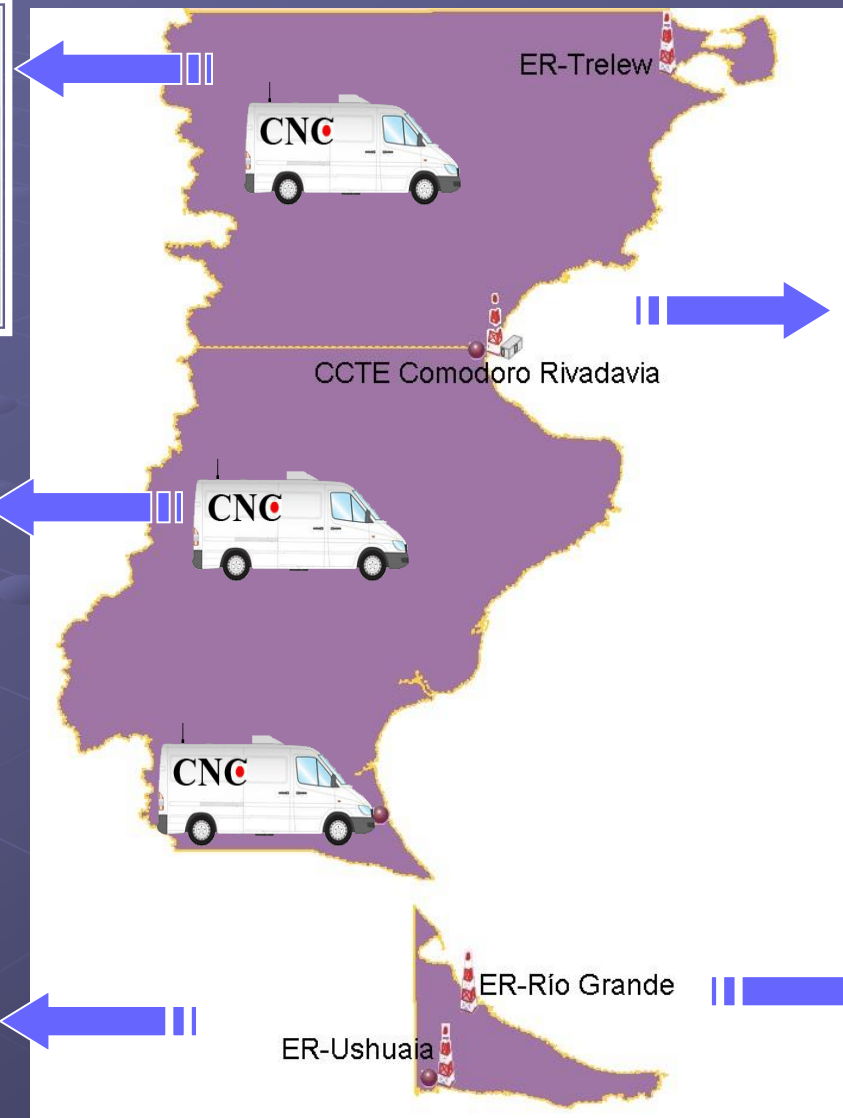 ER-Trelew
CNC
CCTE Comodoro Rivadavia
CNC
CNC
ER-Río Grande
ER-Ushuaia